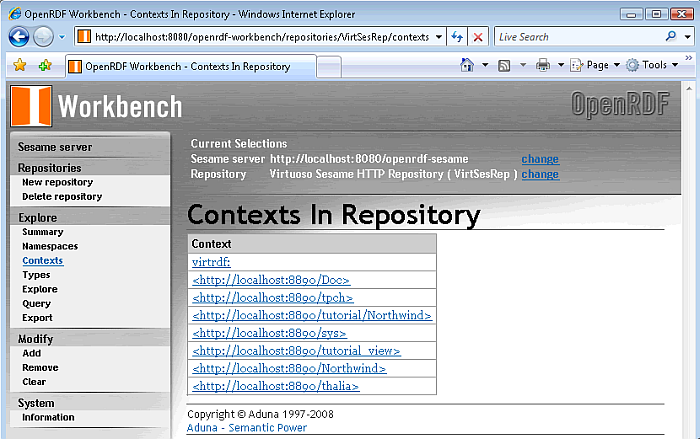 OpenRDF Workbench - Contexts In Repository - Windows Internet Explorer
http://localhost:8080/openrdf-workbench/repositories/VirtSesRep/contexts
Live Search
OpenRDF Workbench - Contexts In Repository
Page
Tools
Workbench
OpenRDF
Sesame server
Repositories
New repository
Delete repository
Explore
Summary
Namespaces
Contexts
Types
Explore
Query
Export
Modify
Add
Remove
Clear
System
Information
Current Selections
Sesame server http://localhost:8080/openrdf-sesame change
Repository Virtuoso Sesame HTTP Repository ( VirtSesRep ) change
Contexts In Repository
Context
virtrdf:
<http://localhost:8890/Doc>
<http://localhost:8890/tpch>
<http://localhost:8890/tutorial/Northwind>
<http://localhost:8890/sys>
<http://localhost:8890/tutorial_view>
<http://localhost:8890/Northwind>
<http://localhost:8890/thalia>
Copyright © Aduna 1997-2008
Aduna - Semantic Power